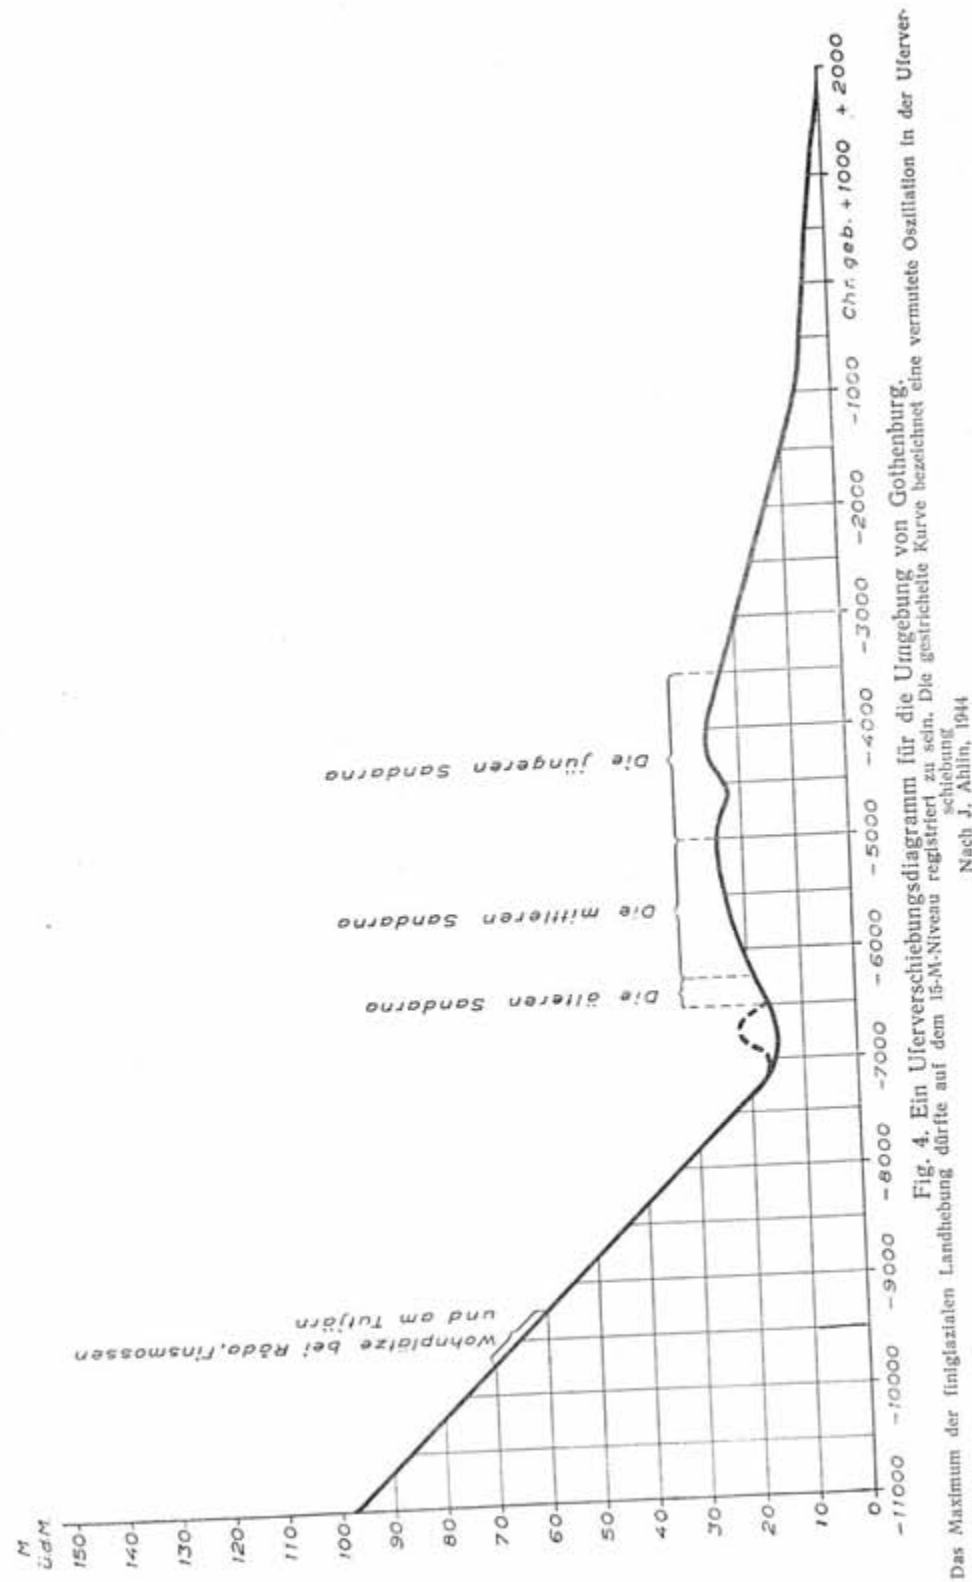 M
ü.d.M.
150
140
130
120
110
100
90
80
70
60
50
40
30
20
10
0
Wohnplätze bei Råda, Finsmossen
und am Tutjärn
Die älteren Sandarna
Die mittleren Sandarna
Die jüngeren Sandarna
-11000
-10000
-9000
-8000
-7000
-6000
-5000
-4000
-3000
-2000
-1000
Chr. geb.
+1000
+2000
Fig. 4. Ein Uferverschiebungsdiagramm für die Umgebung von Gothenburg.
Das Maximum der finiglazialen Landhebung dürfte auf dem 15-M-Niveau registriert zu sein. Die gestrichelte Kurve bezeichnet eine vermutete Oszillation in der Uferver-
schiebung
Nach J. Ahlin, 1944